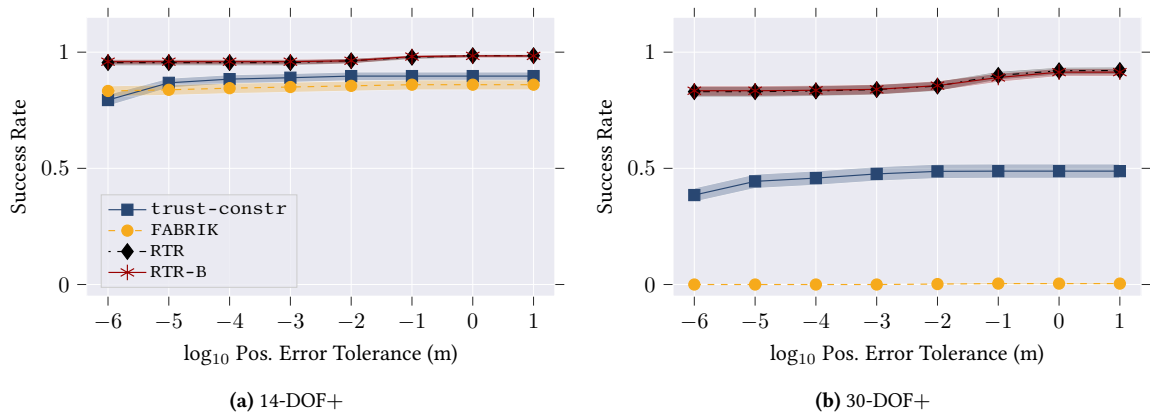 1
0.5
0
Success Rate
trust-constr
FABRIK
RTR
RTR-B
−6 −5 −4 −3 −2 −1 0 1
log₁₀ Pos. Error Tolerance (m)
(a) 14-DOF+
1
0.5
0
Success Rate
−6 −5 −4 −3 −2 −1 0 1
log₁₀ Pos. Error Tolerance (m)
(b) 30-DOF+